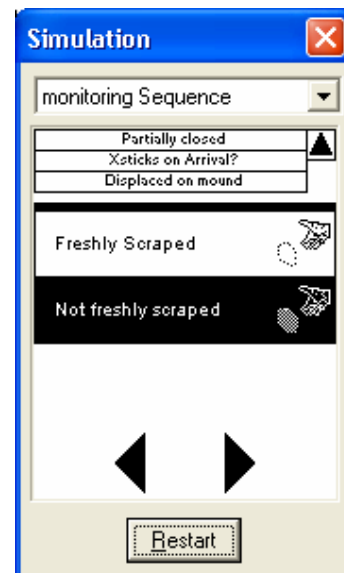 Simulation
monitoring Sequence
Partially closed
Xsticks on Arrival?
Displaced on mound
Freshly Scraped
Not freshly scraped
Restart